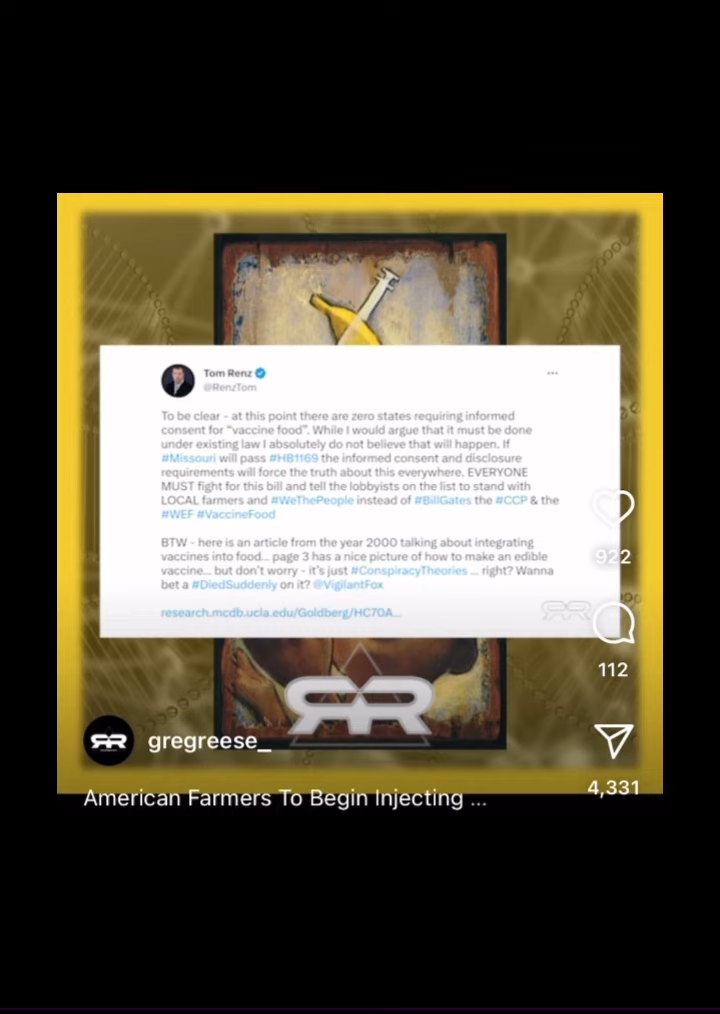 Tom Renz
@RenzTom
To be clear - at this point there are zero states requiring informed
consent for "vaccine food". While I would argue that it must be done
under existing law I absolutely do not believe that will happen. If
#Missouri will pass #HB1169 the informed consent and disclosure
requirements will force the truth about this everywhere. EVERYONE
MUST fight for this bill and tell the lobbyists on the list to stand with
LOCAL farmers and #WeThePeople instead of #BillGates the #CCP & the
#WEF #VaccineFood
BTW - here is an article from the year 2000 talking about integrating
vaccines into food... page 3 has a nice picture of how to make an edible
vaccine... but don't worry - it's just #ConspiracyTheories ... right? Wanna
bet a #DiedSuddenly on it? @VigilantFox
research.mcdb.ucla.edu/Goldberg/HC70A...
922
112
4,331
gregreese_
American Farmers To Begin Injecting ...